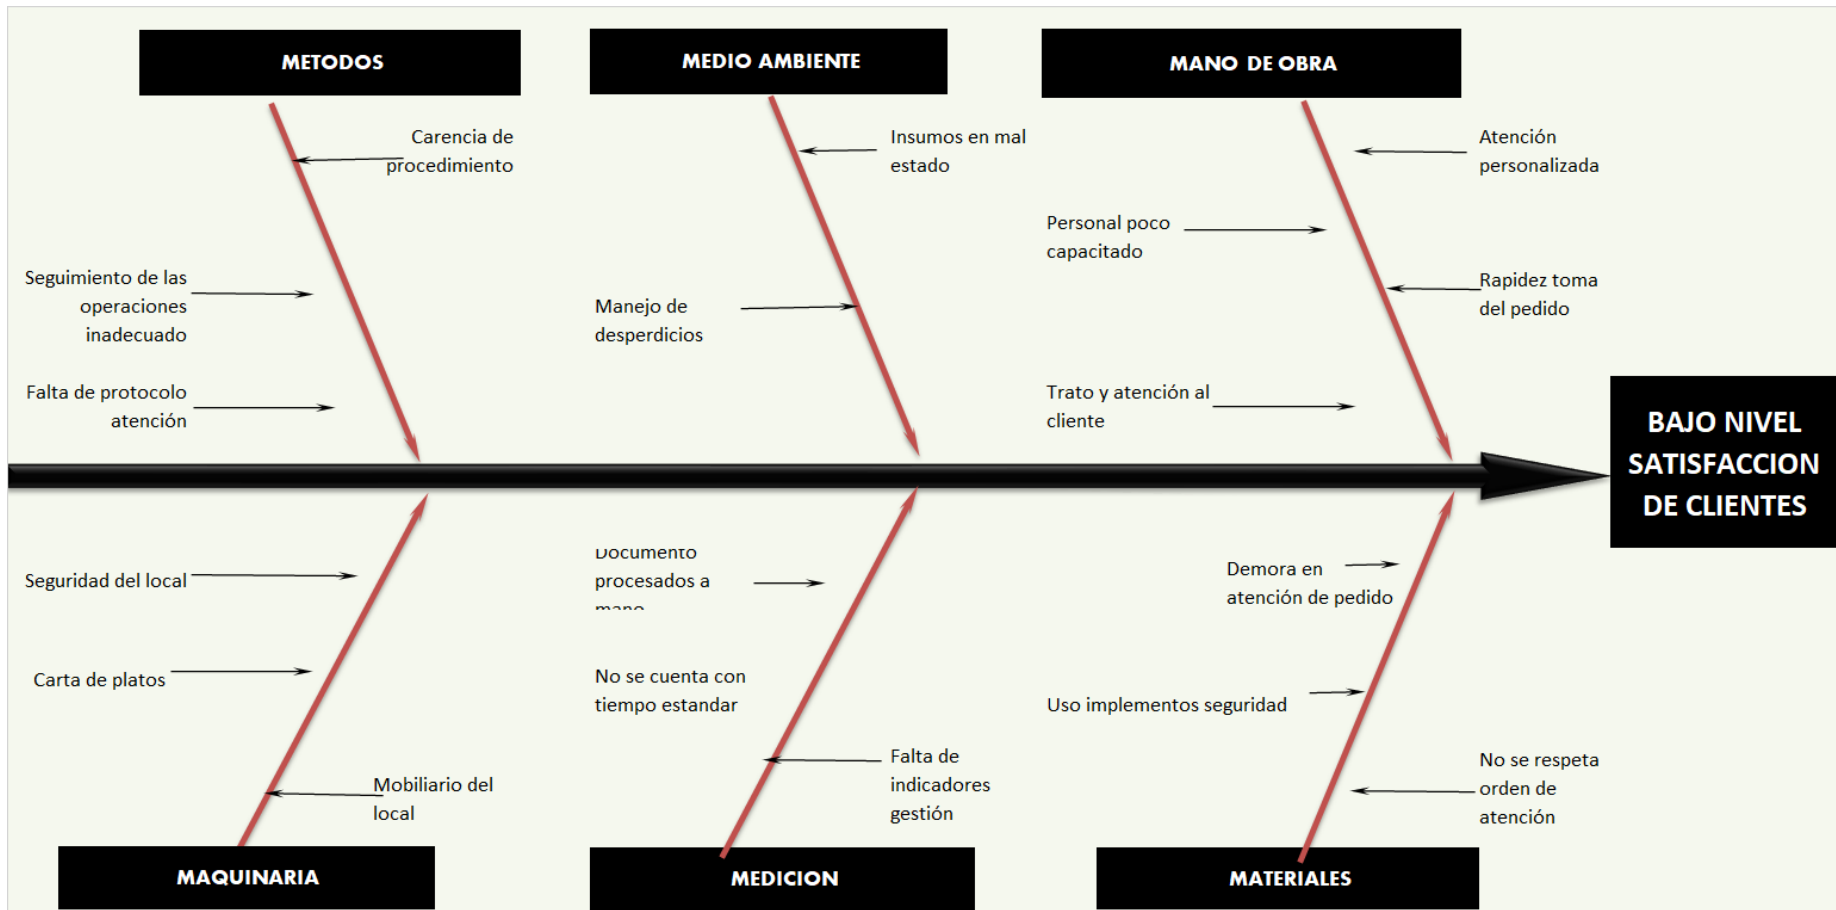 METODOS
MEDIO AMBIENTE
MANO DE OBRA
Carencia de
procedimiento
Seguimiento de las
operaciones
inadecuado
Falta de protocolo
atención
Insumos en mal
estado
Manejo de
desperdicios
Atención
personalizada
Personal poco
capacitado
Rapidez toma
del pedido
Trato y atención al
cliente
BAJO NIVEL
SATISFACCION
DE CLIENTES
Seguridad del local
Carta de platos
Mobiliario del
local
Documento
procesados a
mano
No se cuenta con
tiempo estandar
Falta de
indicadores
gestión
Demora en
atención de pedido
Uso implementos seguridad
No se respeta
orden de
atención
MAQUINARIA
MEDICION
MATERIALES